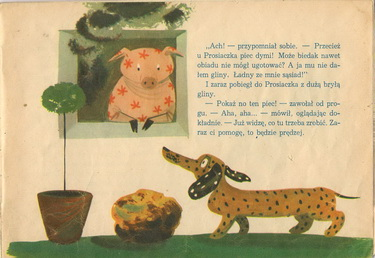 „Ach! — przypomniał sobie. — Przecież
u Prosiaczka piec dymi! Może biedak nawet
obiadu nie mógł ugotować? A ja mu nie da-
łem gliny. Ładny ze mnie sąsiad!"
I zaraz pobiegł do Prosiaczka z dużą bryłą
gliny.
— Pokaż no ten piec! — zawołał od pro-
gu. — Aha, aha... — mówił, oglądając do-
kładnie. — Już widzę, co tu trzeba zrobić. Za-
raz ci pomogę, to będzie prędzej.